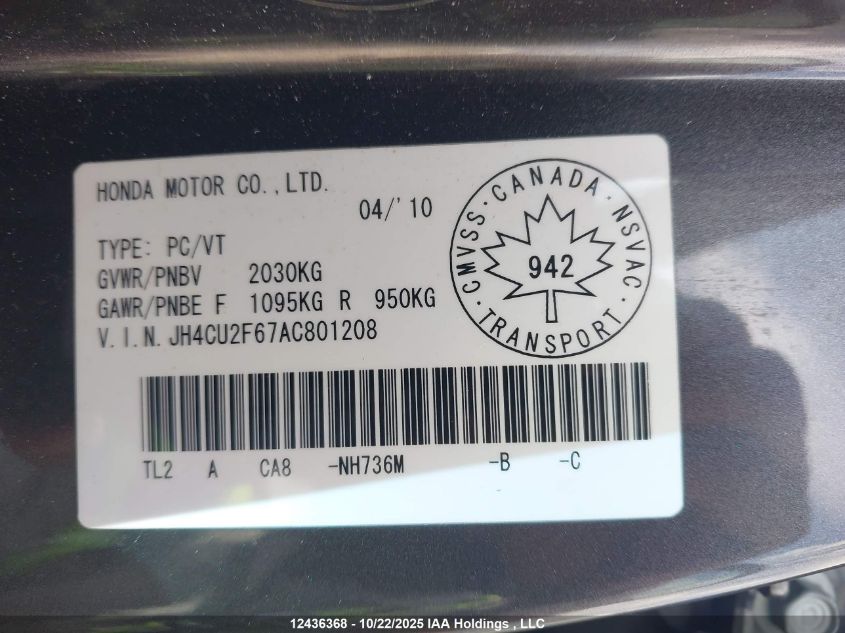 HONDA MOTOR CO.,LTD.
04/'10
TYPE: PC/VT
GVWR/PNBV 2030KG
GAWR/PNBE F 1095KG R 950KG
V.I.N. JH4CU2F67AC801208
CMVSS · CANADA · NSVAC · TRANSPORT ·
942
TL2 A CA8 -NH736M -B -C
12436368 - 10/22/2025 IAA Holdings , LLC